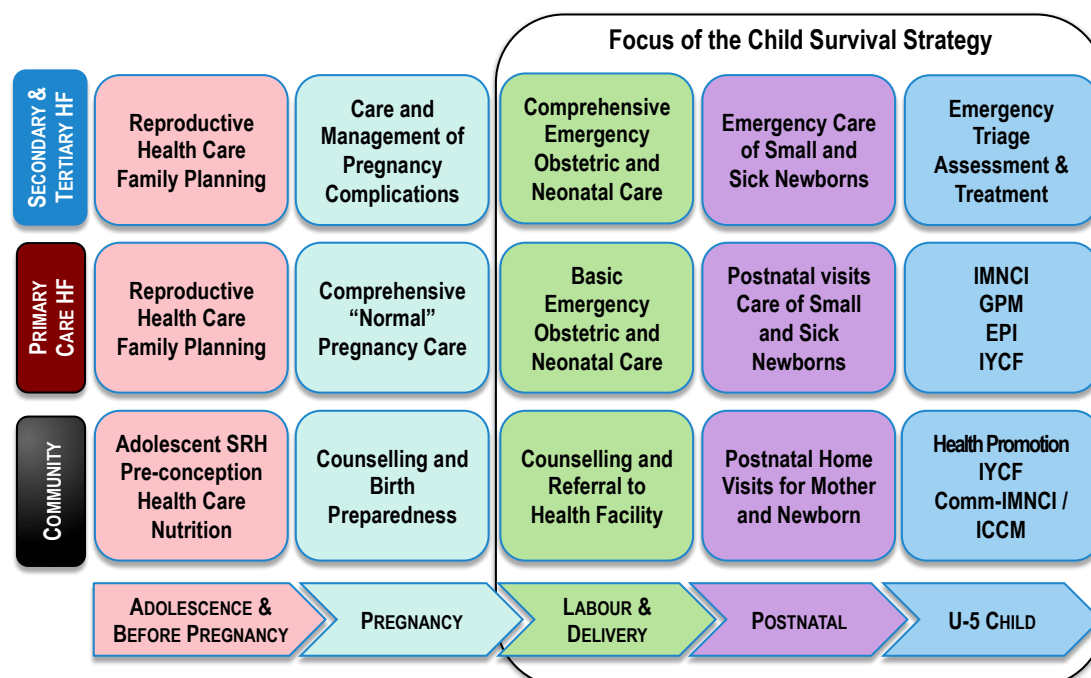 Focus of the Child Survival Strategy
SECONDARY &
TERTIARY HF
Reproductive
Health Care
Family Planning
Care and
Management of
Pregnancy
Complications
Comprehensive
Emergency
Obstetric and
Neonatal Care
Emergency Care
of Small and
Sick Newborns
Emergency
Triage
Assessment &
Treatment
PRIMARY
CARE HF
Reproductive
Health Care
Family Planning
Comprehensive
“Normal”
Pregnancy Care
Basic
Emergency
Obstetric and
Neonatal Care
Postnatal visits
Care of Small
and Sick
Newborns
IMNCI
GPM
EPI
IYCF
COMMUNITY
Adolescent SRH
Pre-conception
Health Care
Nutrition
Counselling and
Birth
Preparedness
Counselling and
Referral to
Health Facility
Postnatal Home
Visits for Mother
and Newborn
Health Promotion
IYCF
Comm-IMNCI /
ICCM
ADOLESCENCE &
BEFORE PREGNANCY
PREGNANCY
LABOUR &
DELIVERY
POSTNATAL
U-5 CHILD